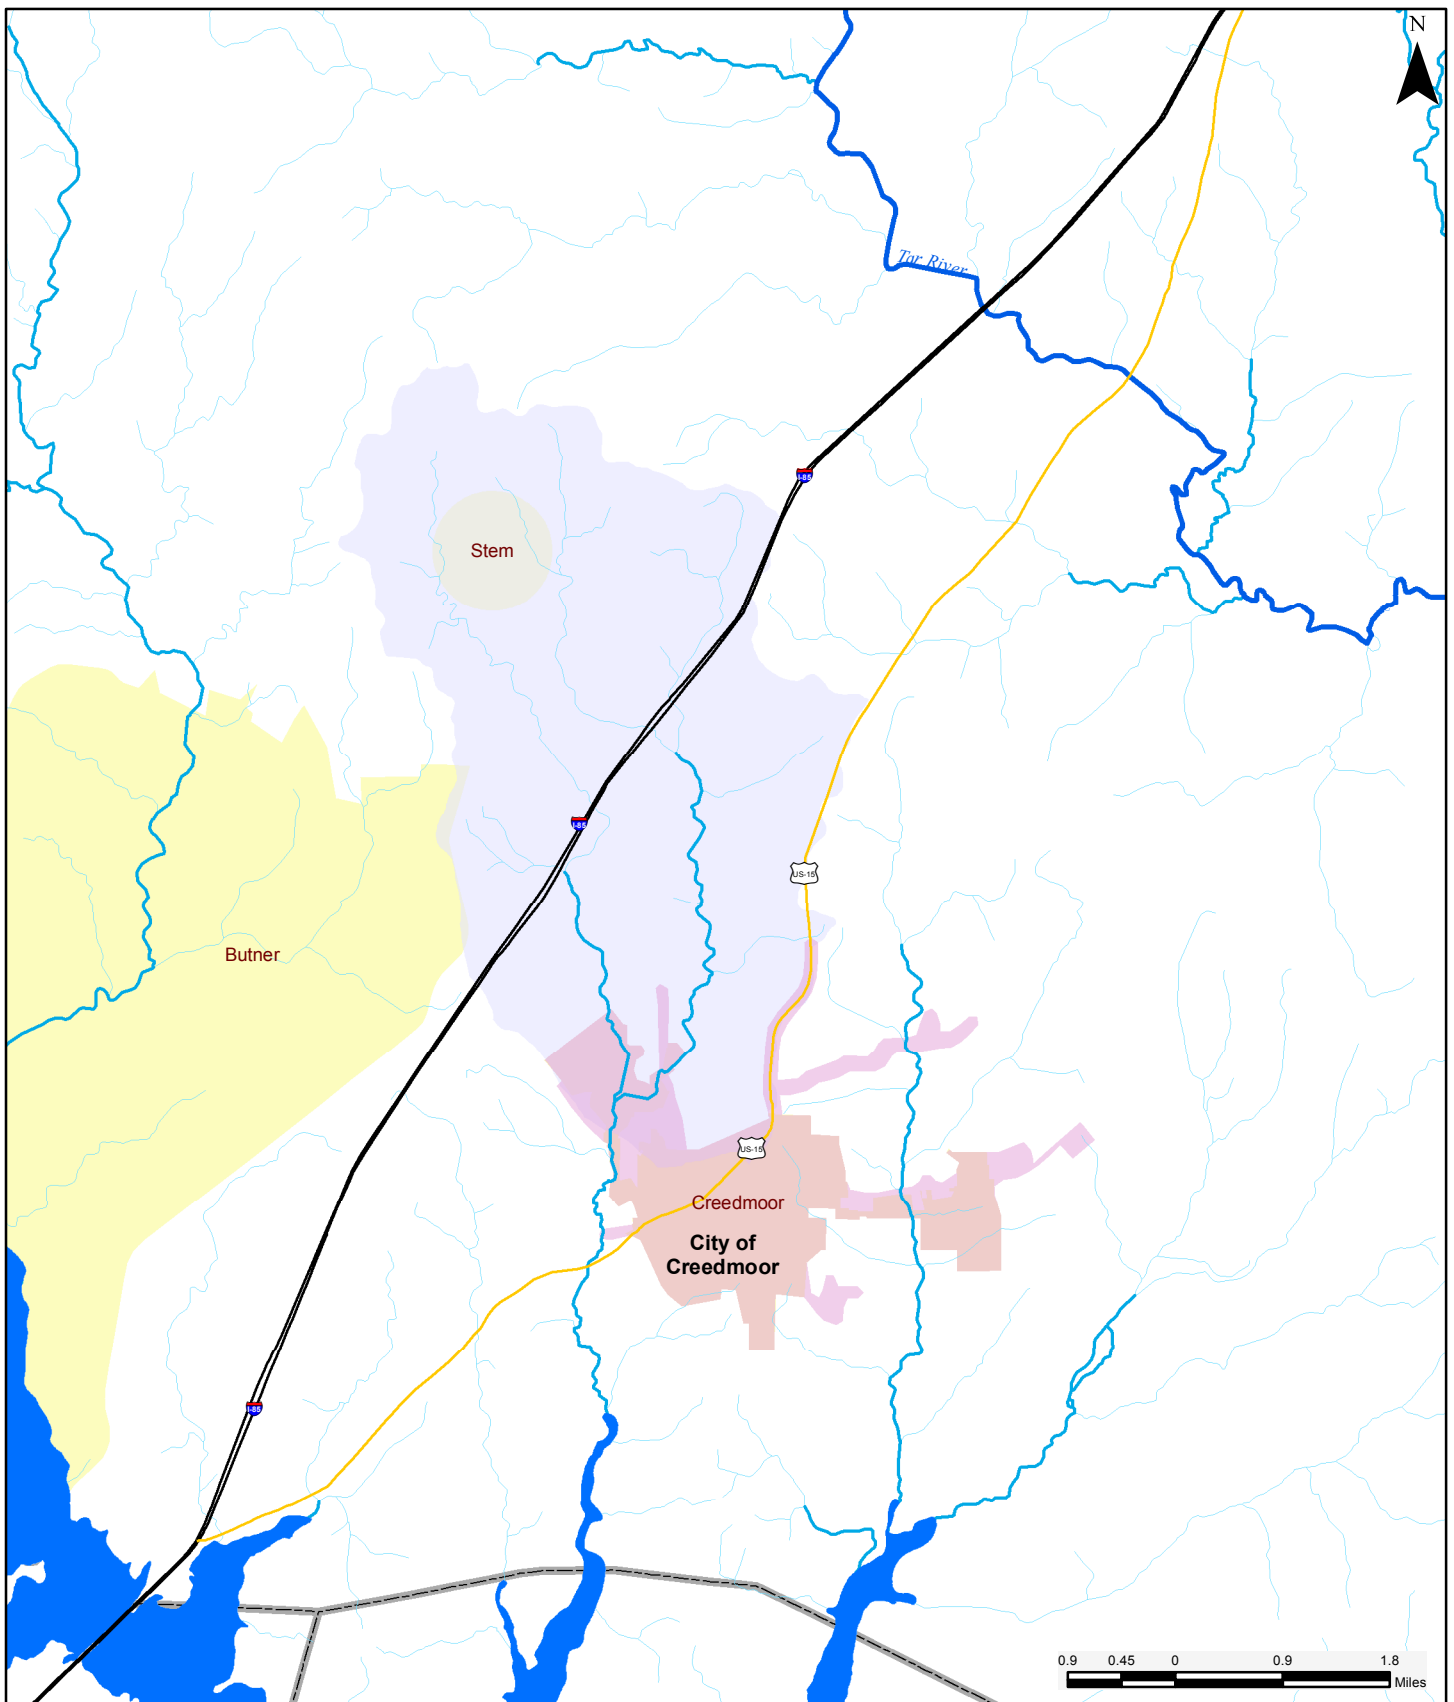 N
Tar River
I-85
Stem
I-85
US-15
Butner
US-15
Creedmoor
City of
Creedmoor
I-85
0.9 0.45 0 0.9 1.8
Miles